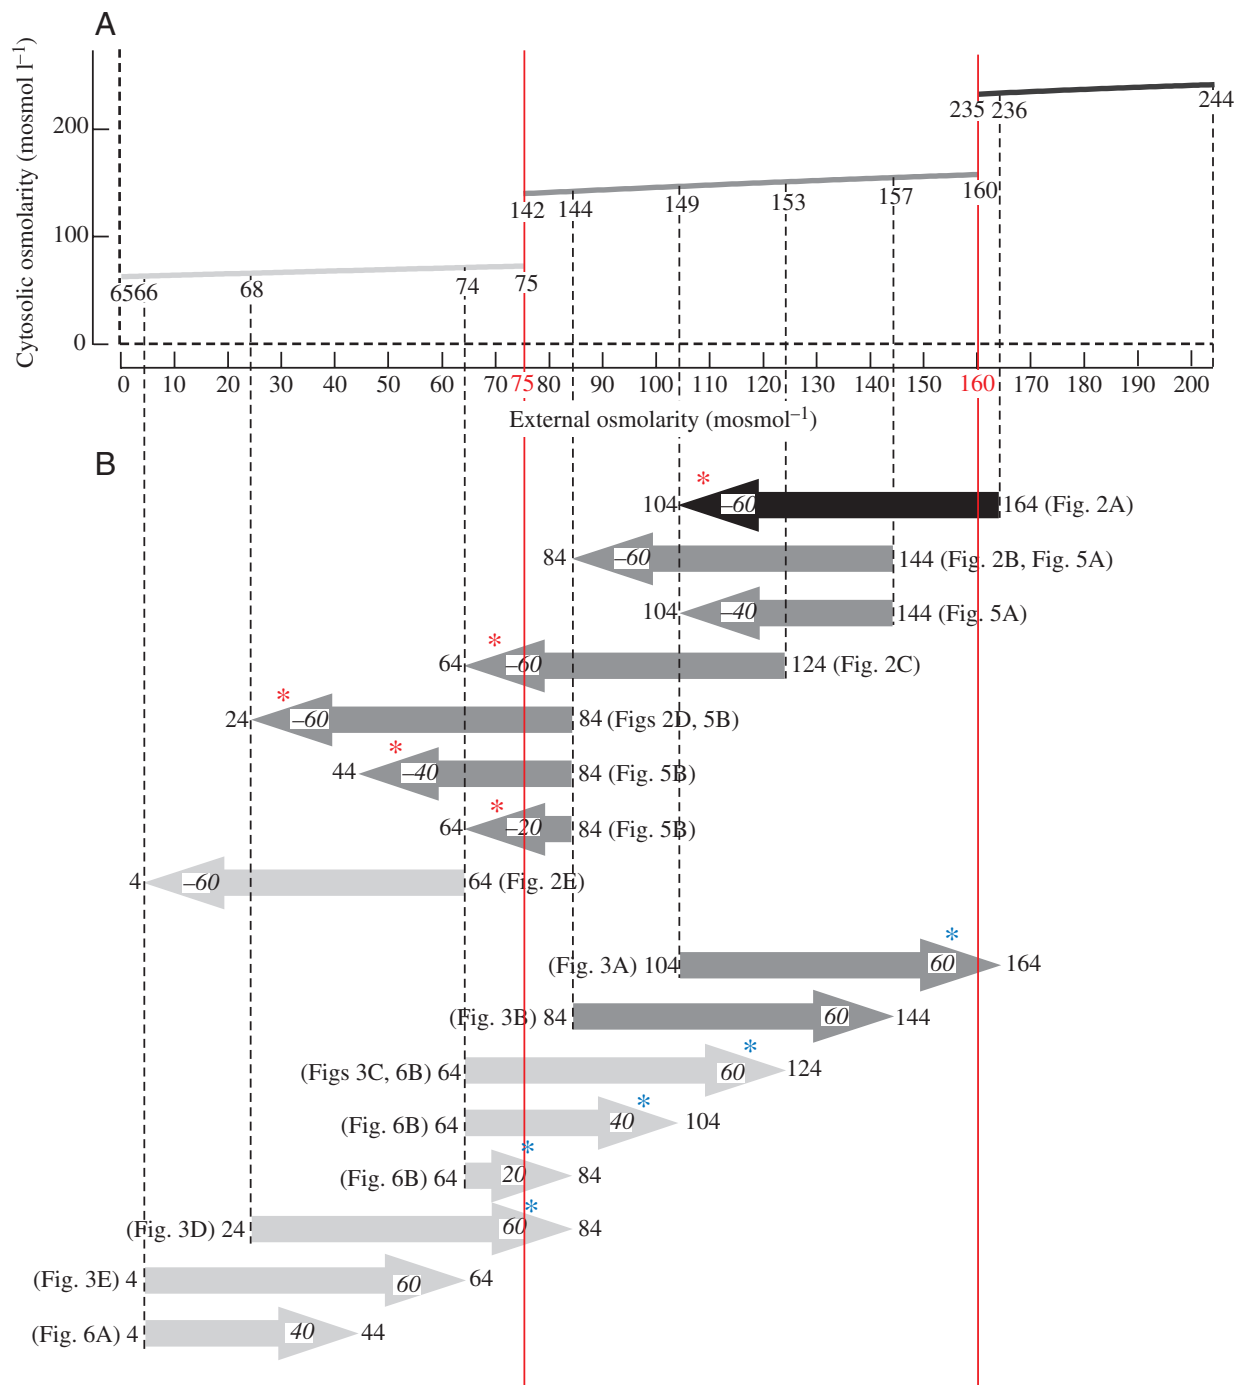 A
Cytosolic osmolarity (mosmol l–1)
200
100
0
235 236 244
142 144 149 153 157 160
65 66 68 74 75
0 10 20 30 40 50 60 70 75 80 90 100 110 120 130 140 150 160 170 180 190 200
External osmolarity (mosmol–1)
B
*
104 –60 164 (Fig. 2A)
84 –60 144 (Fig. 2B, Fig. 5A)
104 –40 144 (Fig. 5A)
*
64 –60 124 (Fig. 2C)
*
24 –60 84 (Figs 2D, 5B)
*
44 –40 84 (Fig. 5B)
*
64 –20 84 (Fig. 5B)
4 –60 64 (Fig. 2E)
*
(Fig. 3A) 104 60 164
(Fig. 3B) 84 60 144
*
(Figs 3C, 6B) 64 60 124
*
(Fig. 6B) 64 40 104
*
(Fig. 6B) 64 20 84
*
(Fig. 3D) 24 60 84
(Fig. 3E) 4 60 64
(Fig. 6A) 4 40 44